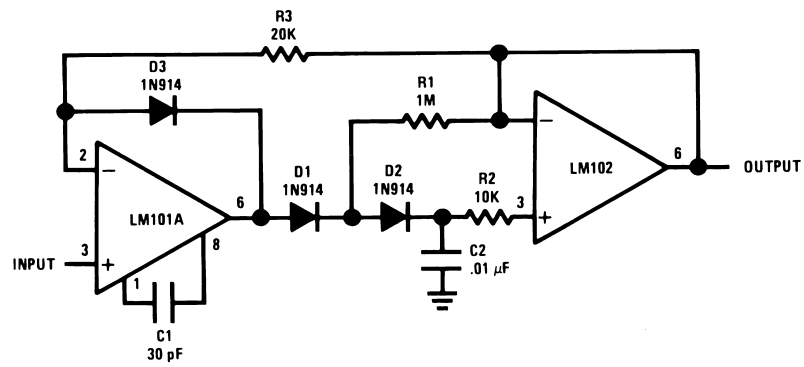 R3
20K
D3
1N914
R1
1M
2
−
LM101A
6
8
3
+
INPUT
1
C1
30 pF
D1
1N914
D2
1N914
R2
10K
3
C2
.01 μF
−
+
LM102
6
OUTPUT